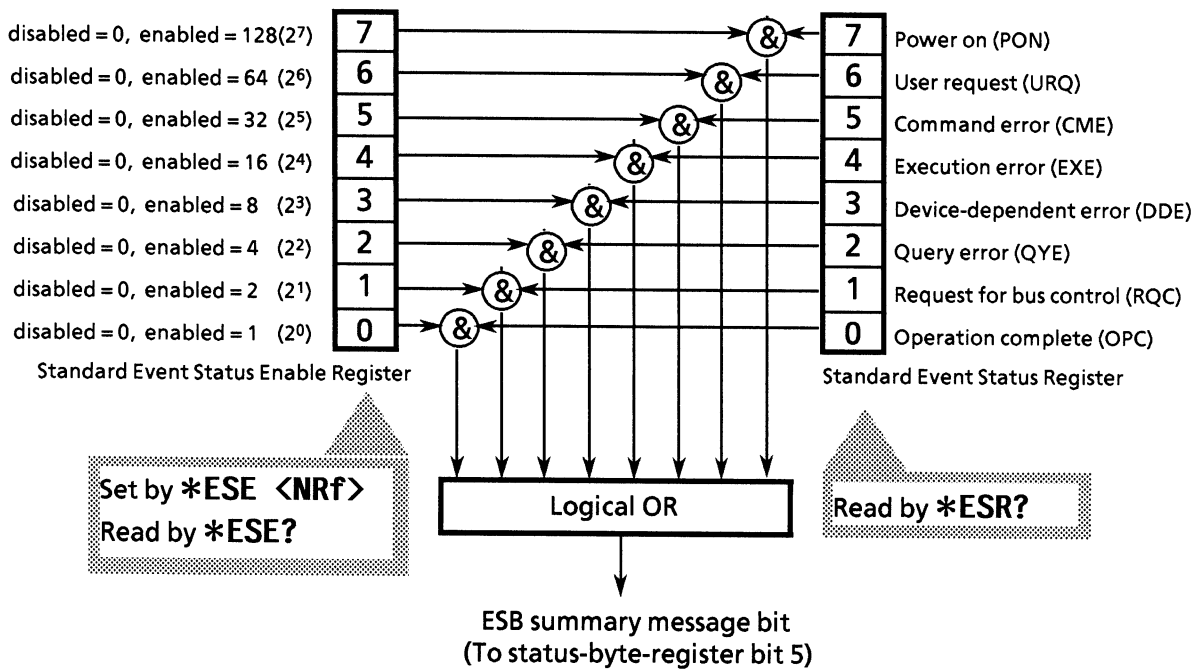 disabled = 0, enabled = 128(2⁷) 7 & 7 Power on (PON)
disabled = 0, enabled = 64 (2⁶) 6 & 6 User request (URQ)
disabled = 0, enabled = 32 (2⁵) 5 & 5 Command error (CME)
disabled = 0, enabled = 16 (2⁴) 4 & 4 Execution error (EXE)
disabled = 0, enabled = 8 (2³) 3 & 3 Device-dependent error (DDE)
disabled = 0, enabled = 4 (2²) 2 & 2 Query error (QYE)
disabled = 0, enabled = 2 (2¹) 1 & 1 Request for bus control (RQC)
disabled = 0, enabled = 1 (2⁰) 0 & 0 Operation complete (OPC)
Standard Event Status Enable Register
Standard Event Status Register
Set by *ESE <NRf>
Read by *ESE?
Logical OR
Read by *ESR?
ESB summary message bit
(To status-byte-register bit 5)